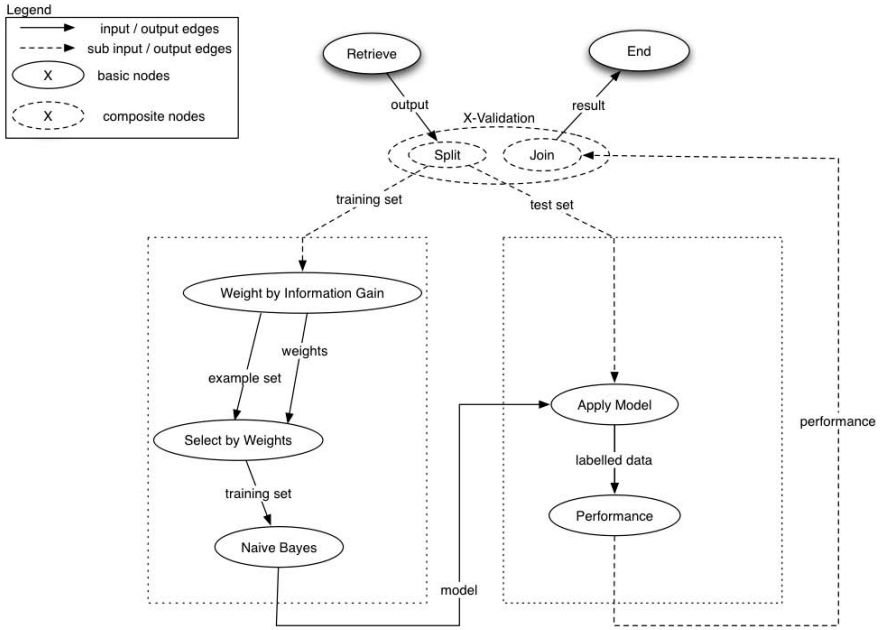 Legend
input / output edges
sub input / output edges
X
basic nodes
X
composite nodes
Retrieve
End
output
result
X-Validation
Split
Join
training set
test set
Weight by Information Gain
weights
example set
Select by Weights
training set
Naive Bayes
model
Apply Model
labelled data
Performance
performance